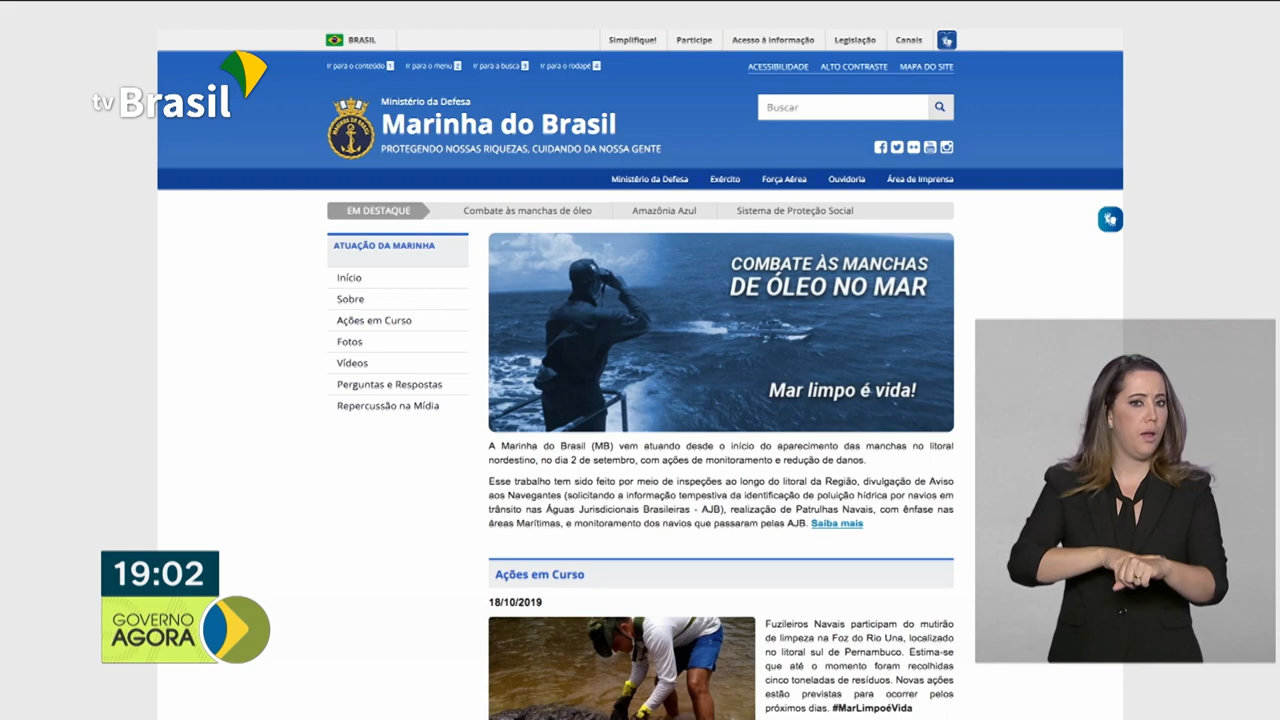 BRASIL
Simplifique!
Participe
Acesso à informação
Legislação
Canais
Ir para o conteúdo 1
Ir para o menu 2
Ir para a busca 3
Ir para o rodapé 4
ACESSIBILIDADE
ALTO CONTRASTE
MAPA DO SITE
tv Brasil
Ministério da Defesa
Marinha do Brasil
PROTEGENDO NOSSAS RIQUEZAS, CUIDANDO DA NOSSA GENTE
MARINHA DO BRASIL
Buscar
Ministério da Defesa
Exército
Força Aérea
Ouvidoria
Área de Imprensa
EM DESTAQUE
Combate às manchas de óleo
Amazônia Azul
Sistema de Proteção Social
ATUAÇÃO DA MARINHA
Início
Sobre
Ações em Curso
Fotos
Vídeos
Perguntas e Respostas
Repercussão na Mídia
COMBATE ÀS MANCHAS
DE ÓLEO NO MAR
Mar limpo é vida!
A Marinha do Brasil (MB) vem atuando desde o início do aparecimento das manchas no litoral
nordestino, no dia 2 de setembro, com ações de monitoramento e redução de danos.
Esse trabalho tem sido feito por meio de inspeções ao longo do litoral da Região, divulgação de Aviso
aos Navegantes (solicitando a informação tempestiva da identificação de poluição hídrica por navios em
trânsito nas Águas Jurisdicionais Brasileiras - AJB), realização de Patrulhas Navais, com ênfase nas
áreas Marítimas, e monitoramento dos navios que passaram pelas AJB. Saiba mais
Ações em Curso
18/10/2019
Fuzileiros Navais participam do mutirão
de limpeza na Foz do Rio Una, localizado
no litoral sul de Pernambuco. Estima-se
que até o momento foram recolhidas
cinco toneladas de resíduos. Novas ações
estão previstas para ocorrer pelos
próximos dias. #MarLimpoéVida
19:02
GOVERNO
AGORA